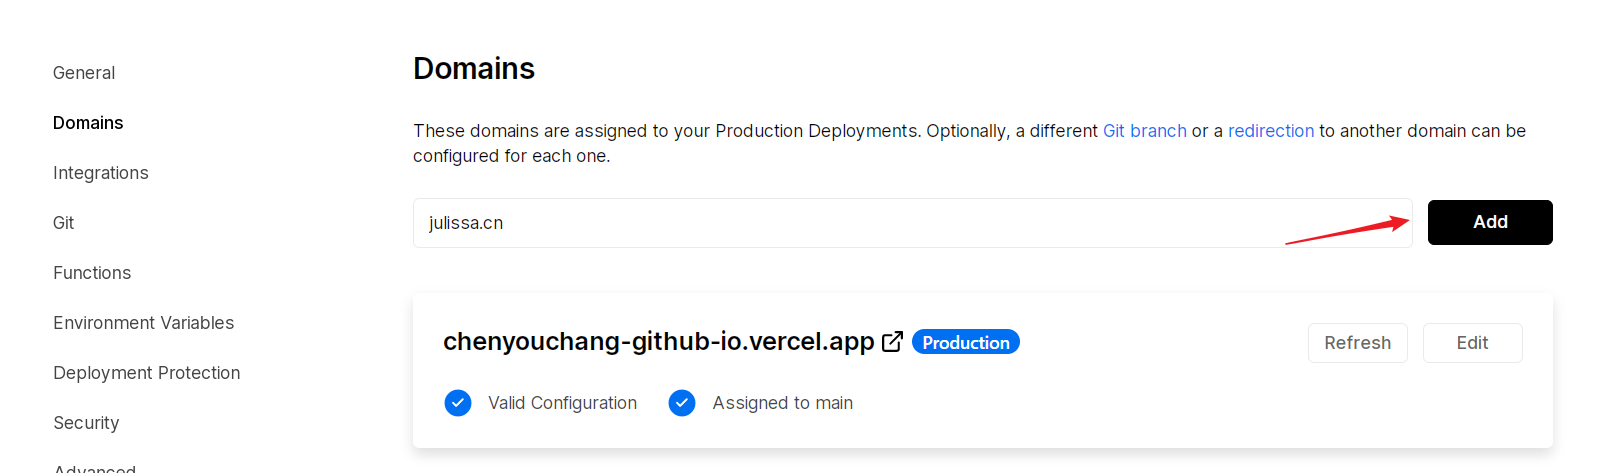 General
Domains
Integrations
Git
Functions
Environment Variables
Deployment Protection
Security
Advanced
Domains
These domains are assigned to your Production Deployments. Optionally, a different Git branch or a redirection to another domain can be
configured for each one.
julissa.cn
Add
chenyouchang-github-io.vercel.app
Production
Refresh
Edit
Valid Configuration
Assigned to main